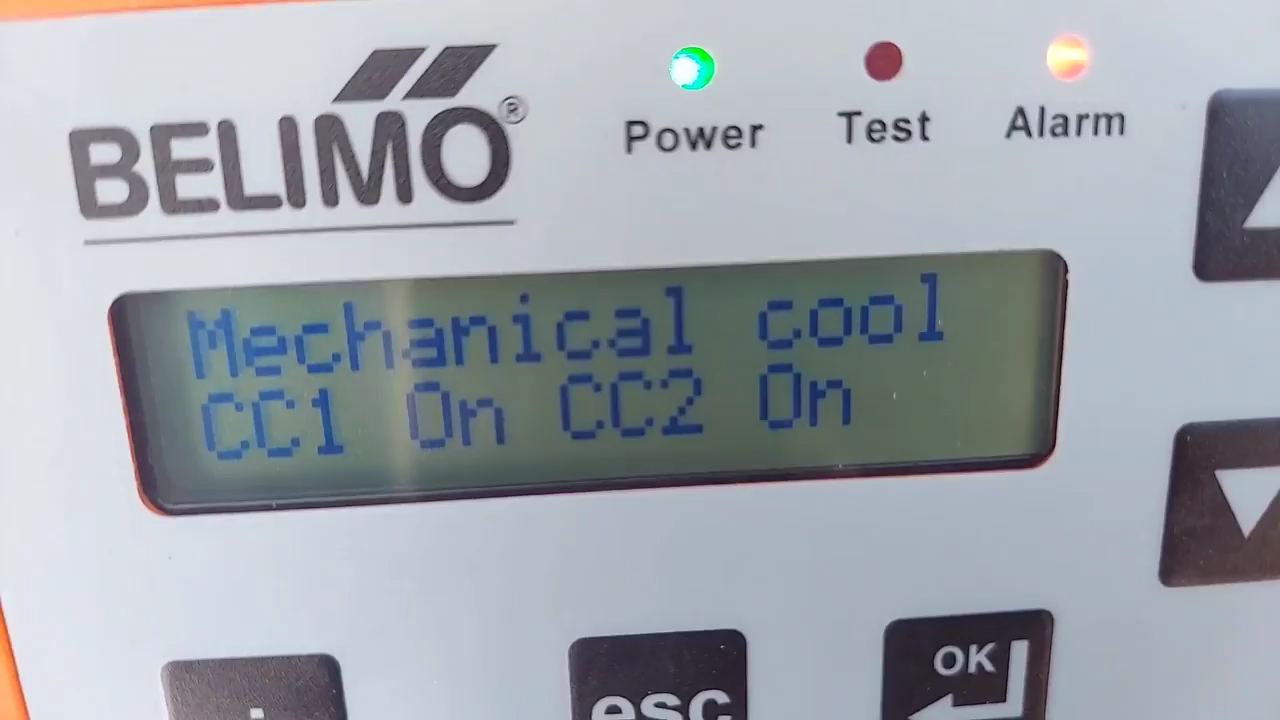 BELIMO®
Power Test Alarm
Mechanical cool
CC1 On CC2 On
esc
OK